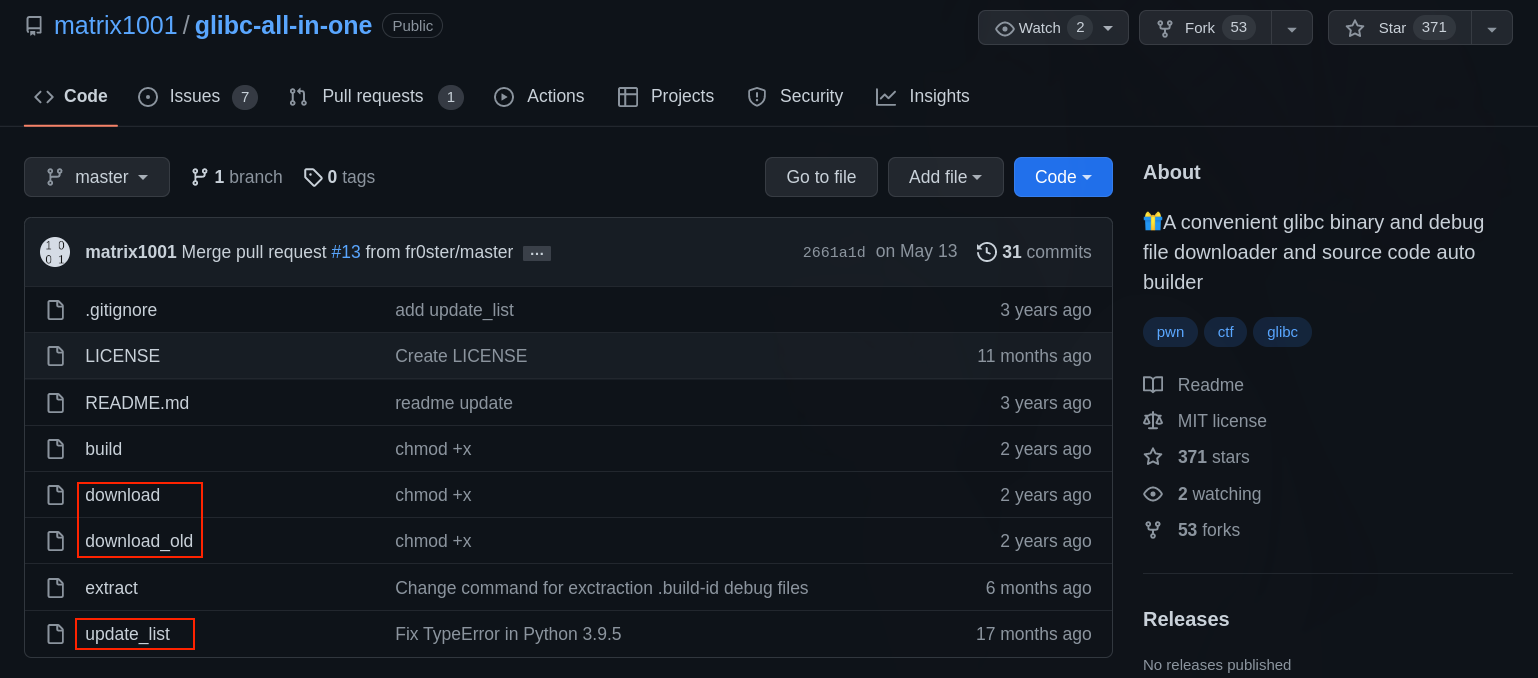 matrix1001 / glibc-all-in-one Public
Watch 2 Fork 53 Star 371
Code Issues 7 Pull requests 1 Actions Projects Security Insights
master 1 branch 0 tags Go to file Add file Code
1 0
0 1
matrix1001 Merge pull request #13 from fr0ster/master ... 2661a1d on May 13 31 commits
.gitignore add update_list 3 years ago
LICENSE Create LICENSE 11 months ago
README.md readme update 3 years ago
build chmod +x 2 years ago
download chmod +x 2 years ago
download_old chmod +x 2 years ago
extract Change command for exctraction .build-id debug files 6 months ago
update_list Fix TypeError in Python 3.9.5 17 months ago
About
🎁A convenient glibc binary and debug
file downloader and source code auto
builder
pwn ctf glibc
Readme
MIT license
371 stars
2 watching
53 forks
Releases
No releases published